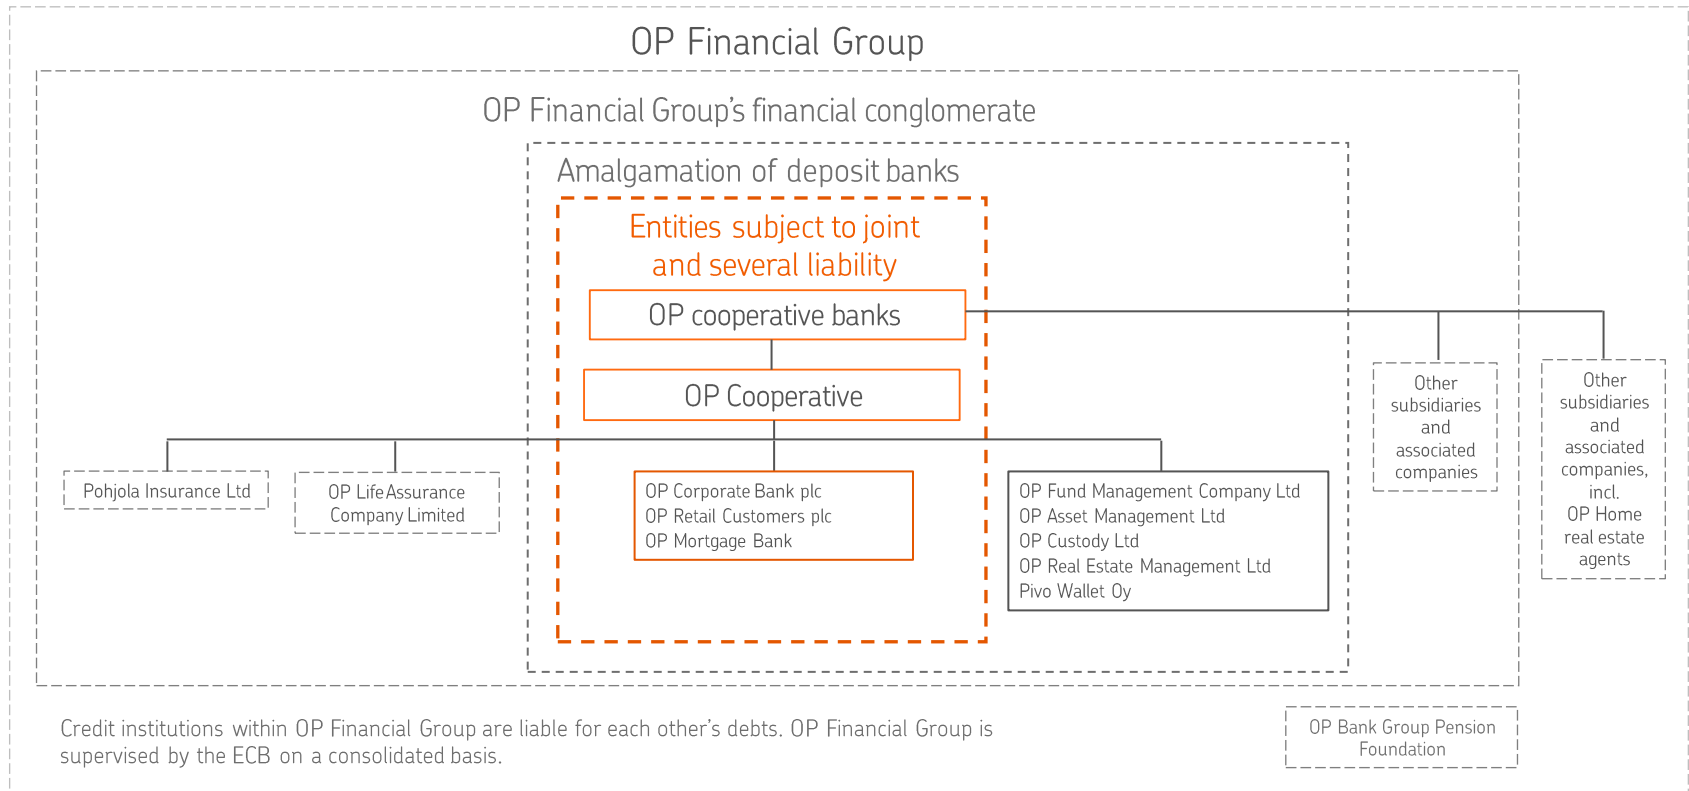 OP Financial Group
OP Financial Group's financial conglomerate
Amalgamation of deposit banks
Entities subject to joint
and several liability
OP cooperative banks
OP Cooperative
Pohjola Insurance Ltd
OP Life Assurance
Company Limited
OP Corporate Bank plc
OP Retail Customers plc
OP Mortgage Bank
OP Fund Management Company Ltd
OP Asset Management Ltd
OP Custody Ltd
OP Real Estate Management Ltd
Pivo Wallet Oy
Other
subsidiaries
and
associated
companies
Other
subsidiaries
and
associated
companies,
incl.
OP Home
real estate
agents
Credit institutions within OP Financial Group are liable for each other's debts. OP Financial Group is
supervised by the ECB on a consolidated basis.
OP Bank Group Pension
Foundation